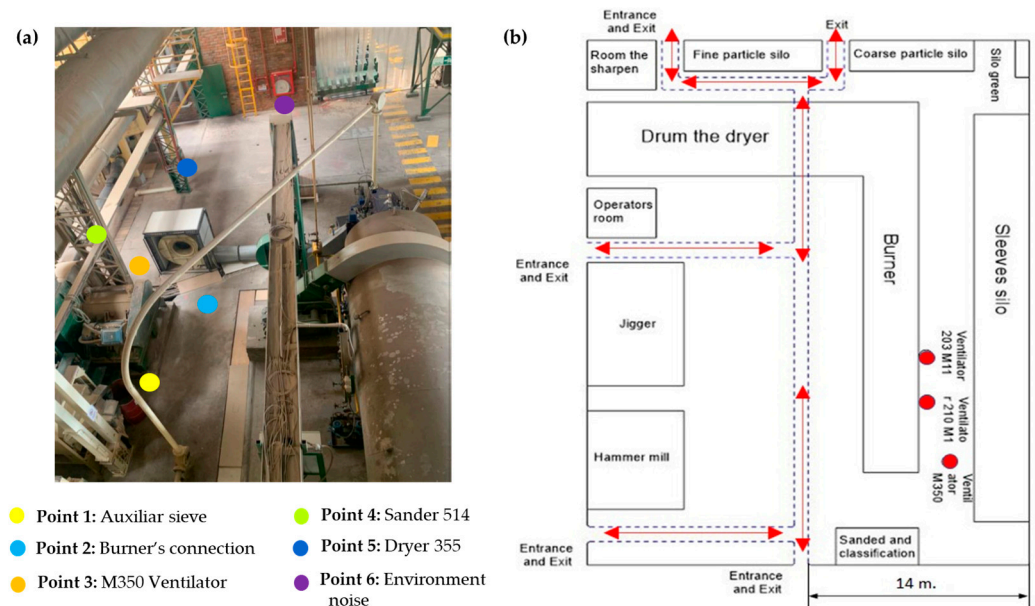 (a)
Point 1: Auxiliar sieve
Point 2: Burner's connection
Point 3: M350 Ventilator
Point 4: Sander 514
Point 5: Dryer 355
Point 6: Environment
noise
(b)
Entrance
and Exit
Exit
Room the
sharpen
Fine particle silo
Coarse particle silo
Silo green
Drum the dryer
Operators
room
Entrance
and Exit
Burner
Sleeves silo
Jigger
Ventilator
203 M11
Ventilato
r 210 M1
Hammer mill
Ventil
ator
M350
Entrance
and Exit
Sanded and
classification
Entrance
and Exit
14 m.